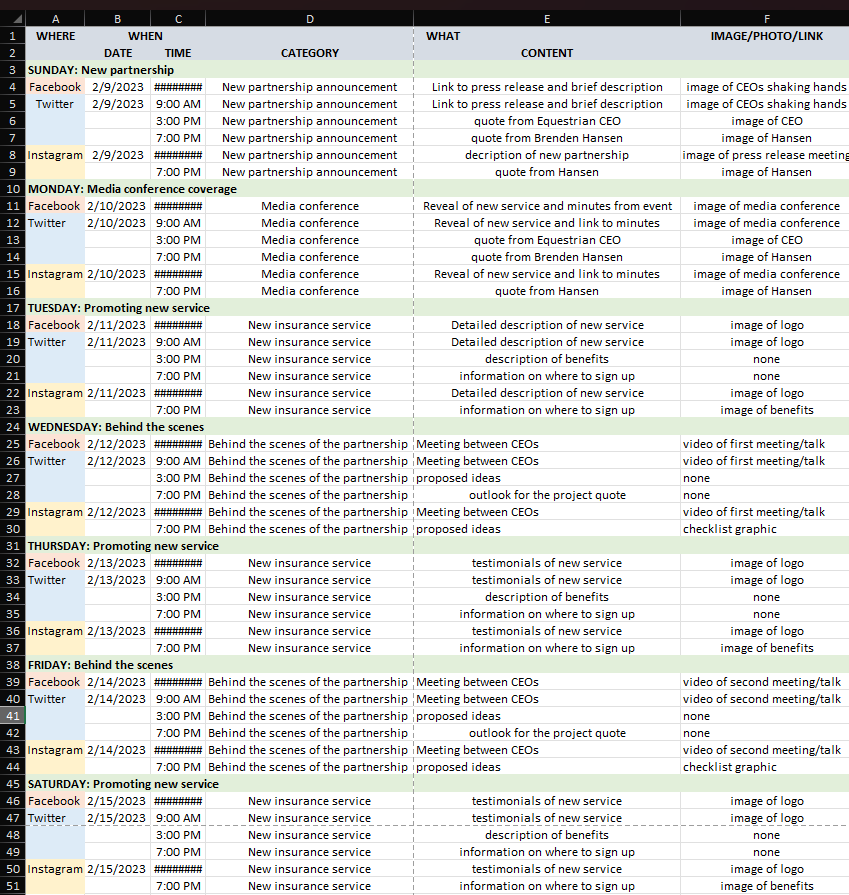 A B C D E F
1 WHERE WHEN WHAT IMAGE/PHOTO/LINK
2 DATE TIME CATEGORY CONTENT
3 SUNDAY: New partnership
4 Facebook 2/9/2023 ######## New partnership announcement Link to press release and brief description image of CEOs shaking hands
5 Twitter 2/9/2023 9:00 AM New partnership announcement Link to press release and brief description image of CEOs shaking hands
6 3:00 PM New partnership announcement quote from Equestrian CEO image of CEO
7 7:00 PM New partnership announcement quote from Brenden Hansen image of Hansen
8 Instagram 2/9/2023 ######## New partnership announcement decription of new partnership image of press release meeting
9 7:00 PM New partnership announcement quote from Hansen image of Hansen
10 MONDAY: Media conference coverage
11 Facebook 2/10/2023 ######## Media conference Reveal of new service and minutes from event image of media conference
12 Twitter 2/10/2023 9:00 AM Media conference Reveal of new service and link to minutes image of media conference
13 3:00 PM Media conference quote from Equestrian CEO image of CEO
14 7:00 PM Media conference quote from Brenden Hansen image of Hansen
15 Instagram 2/10/2023 ######## Media conference Reveal of new service and link to minutes image of media conference
16 7:00 PM Media conference quote from Hansen image of Hansen
17 TUESDAY: Promoting new service
18 Facebook 2/11/2023 ######## New insurance service Detailed description of new service image of logo
19 Twitter 2/11/2023 9:00 AM New insurance service Detailed description of new service image of logo
20 3:00 PM New insurance service description of benefits none
21 7:00 PM New insurance service information on where to sign up none
22 Instagram 2/11/2023 ######## New insurance service Detailed description of new service image of logo
23 7:00 PM New insurance service information on where to sign up image of benefits
24 WEDNESDAY: Behind the scenes
25 Facebook 2/12/2023 ######## Behind the scenes of the partnership Meeting between CEOs video of first meeting/talk
26 Twitter 2/12/2023 9:00 AM Behind the scenes of the partnership Meeting between CEOs video of first meeting/talk
27 3:00 PM Behind the scenes of the partnership proposed ideas none
28 7:00 PM Behind the scenes of the partnership outlook for the project quote none
29 Instagram 2/12/2023 ######## Behind the scenes of the partnership Meeting between CEOs video of first meeting/talk
30 7:00 PM Behind the scenes of the partnership proposed ideas checklist graphic
31 THURSDAY: Promoting new service
32 Facebook 2/13/2023 ######## New insurance service testimonials of new service image of logo
33 Twitter 2/13/2023 9:00 AM New insurance service testimonials of new service image of logo
34 3:00 PM New insurance service description of benefits none
35 7:00 PM New insurance service information on where to sign up none
36 Instagram 2/13/2023 ######## New insurance service testimonials of new service image of logo
37 7:00 PM New insurance service information on where to sign up image of benefits
38 FRIDAY: Behind the scenes
39 Facebook 2/14/2023 ######## Behind the scenes of the partnership Meeting between CEOs video of second meeting/talk
40 Twitter 2/14/2023 9:00 AM Behind the scenes of the partnership Meeting between CEOs video of second meeting/talk
41 3:00 PM Behind the scenes of the partnership proposed ideas none
42 7:00 PM Behind the scenes of the partnership outlook for the project quote none
43 Instagram 2/14/2023 ######## Behind the scenes of the partnership Meeting between CEOs video of second meeting/talk
44 7:00 PM Behind the scenes of the partnership proposed ideas checklist graphic
45 SATURDAY: Promoting new service
46 Facebook 2/15/2023 ######## New insurance service testimonials of new service image of logo
47 Twitter 2/15/2023 9:00 AM New insurance service testimonials of new service image of logo
48 3:00 PM New insurance service description of benefits none
49 7:00 PM New insurance service information on where to sign up none
50 Instagram 2/15/2023 ######## New insurance service testimonials of new service image of logo
51 7:00 PM New insurance service information on where to sign up image of benefits